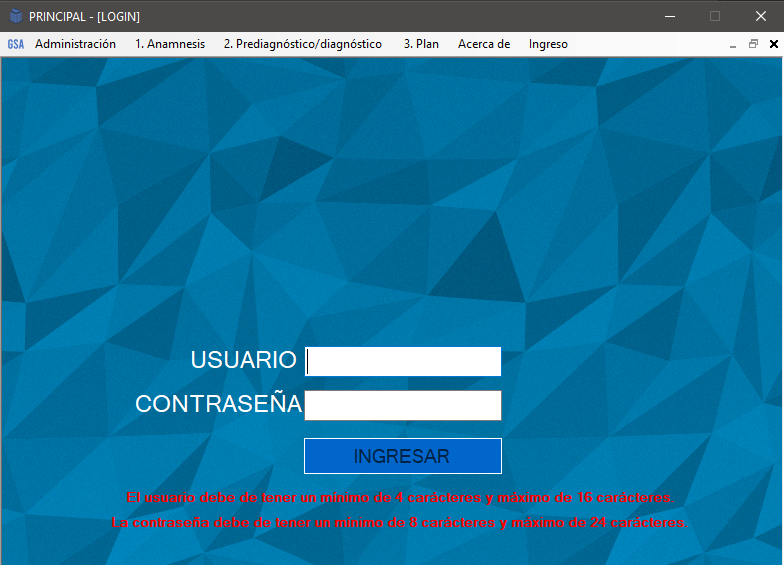 PRINCIPAL - [LOGIN]
GSA Administración 1. Anamnesis 2. Prediagnóstico/diagnóstico 3. Plan Acerca de Ingreso
USUARIO
CONTRASEÑA
INGRESAR
El usuario debe de tener un mínimo de 4 carácteres y máximo de 16 carácteres
La contraseña debe de tener un mínimo de 8 carácteres y máximo de 24 carácteres.